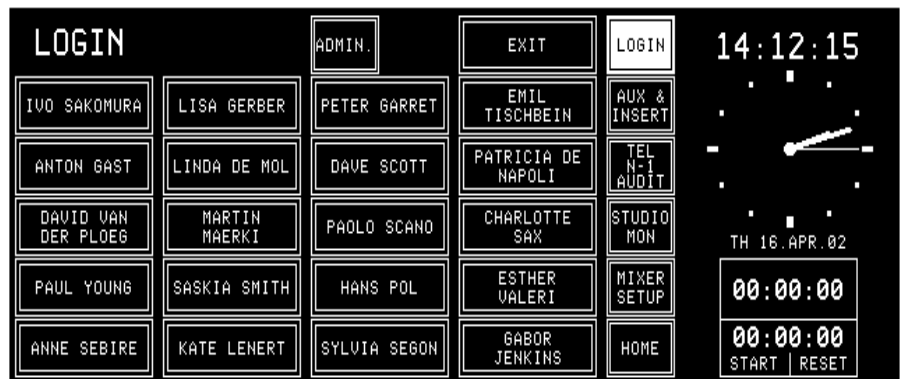 LOGIN
ADMIN.
EXIT
LOGIN
14:12:15
IVO SAKOMURA
LISA GERBER
PETER GARRET
EMIL
TISCHBEIN
AUX &
INSERT
ANTON GAST
LINDA DE MOL
DAVE SCOTT
PATRICIA DE
NAPOLI
TEL
N-1
AUDIT
DAVID VAN
DER PLOEG
MARTIN
MAERKI
PAOLO SCANO
CHARLOTTE
SAX
STUDIO
MON
TH 16.APR.02
PAUL YOUNG
SASKIA SMITH
HANS POL
ESTHER
VALERI
MIXER
SETUP
00:00:00
ANNE SEBIRE
KATE LENERT
SYLVIA SEGON
GABOR
JENKINS
HOME
00:00:00
START | RESET